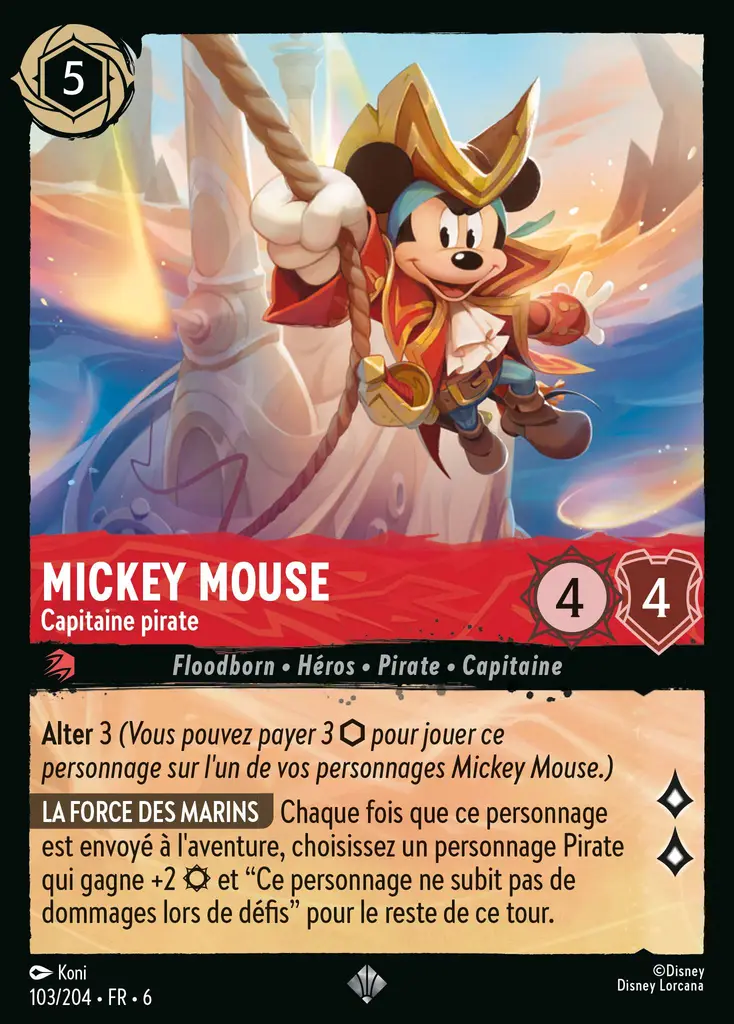 5
MICKEY MOUSE
Capitaine pirate
4
4
Floodborn • Héros • Pirate • Capitaine
Alter 3 (Vous pouvez payer 3 ⬡ pour jouer ce
personnage sur l'un de vos personnages Mickey Mouse.)
LA FORCE DES MARINS Chaque fois que ce personnage
est envoyé à l'aventure, choisissez un personnage Pirate
qui gagne +2 ¤ et “Ce personnage ne subit pas de
dommages lors de défis” pour le reste de ce tour.
Koni
103/204 • FR • 6
©Disney
Disney Lorcana